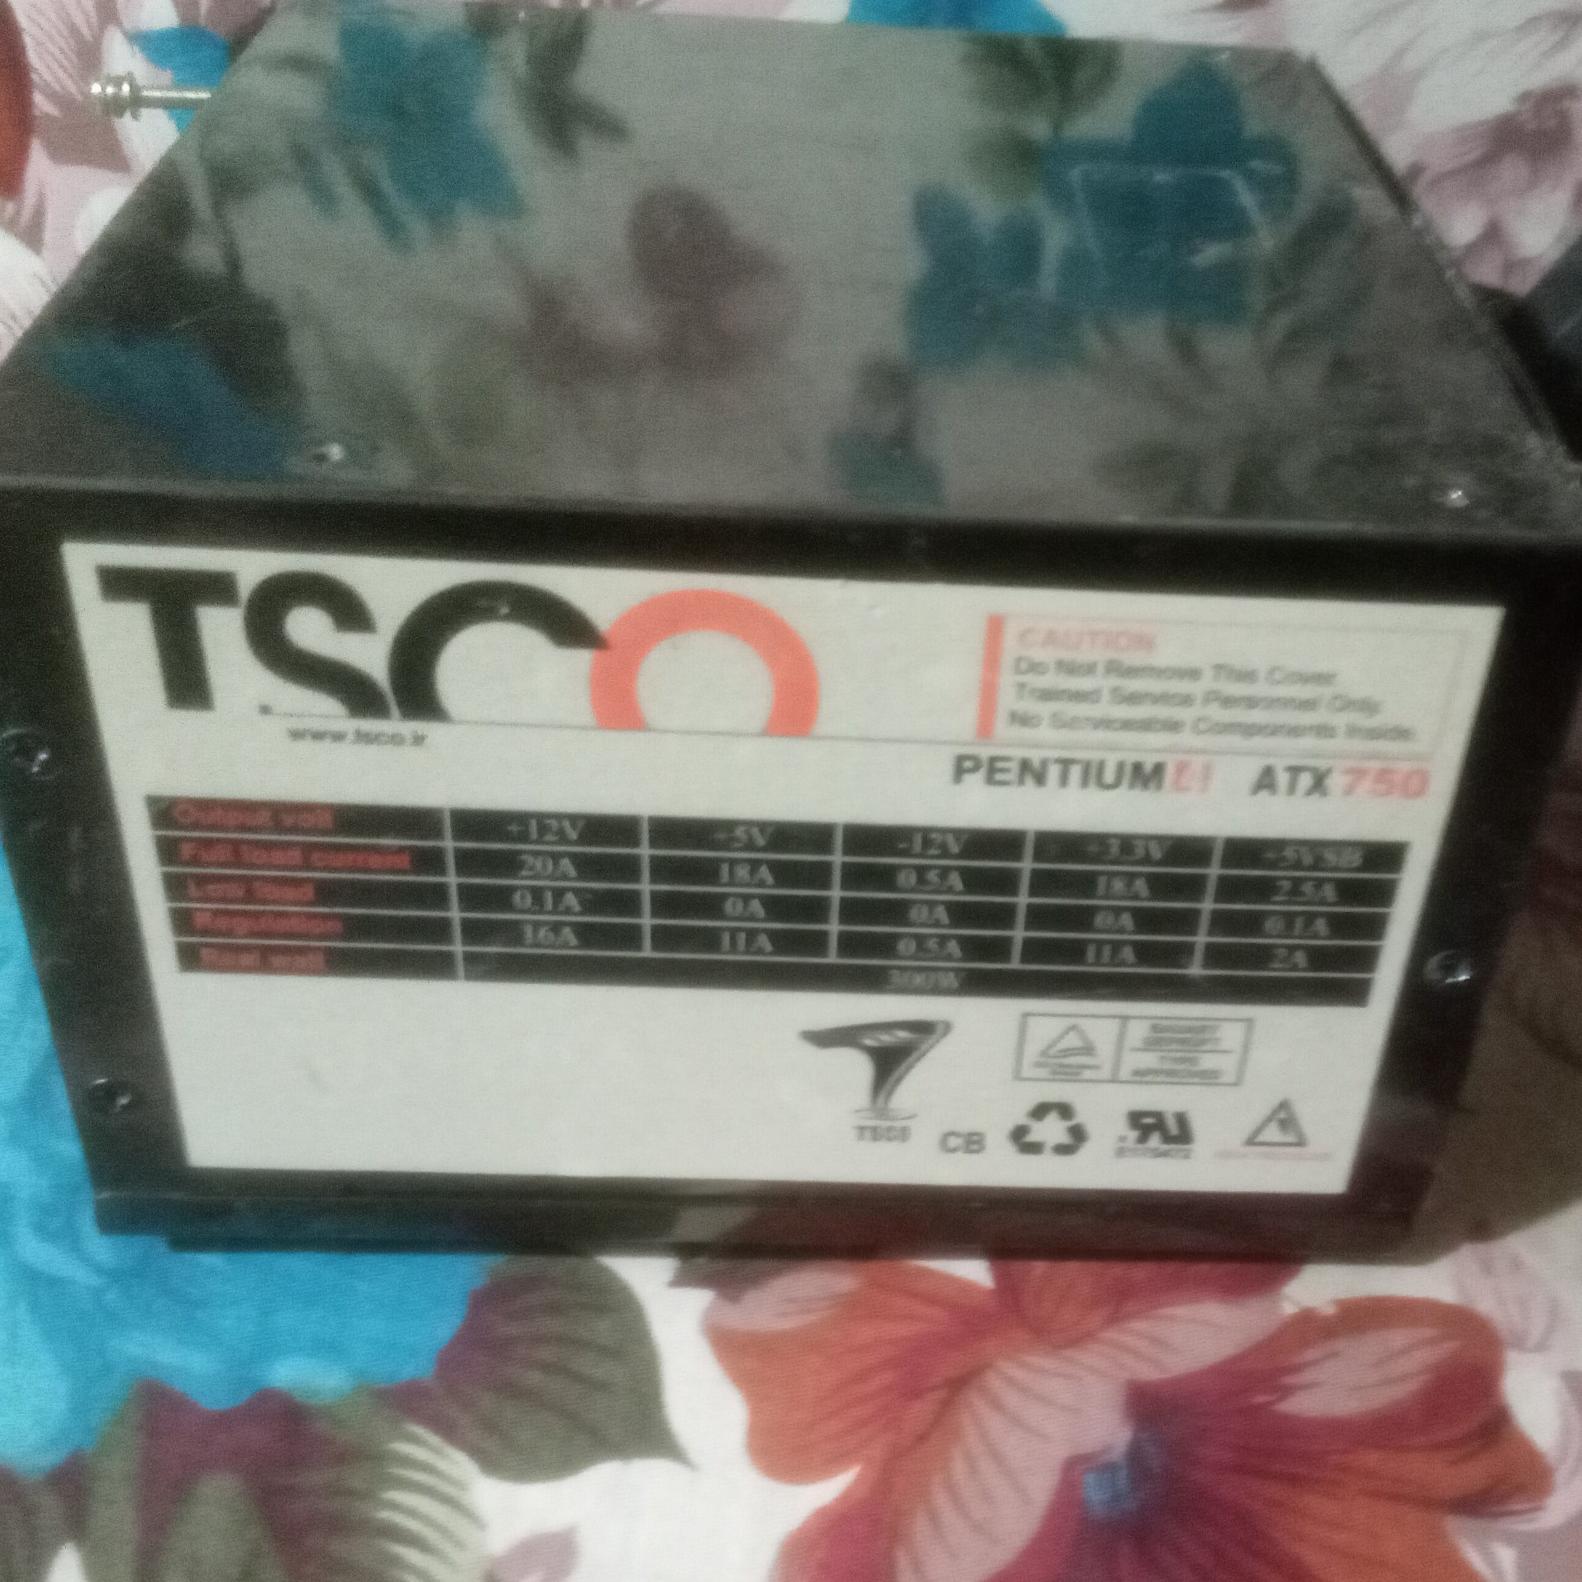 TSCO
www.tsco.ir
CAUTION
Do Not Remove This Cover.
Trained Service Personnel Only.
No Serviceable Components Inside.
PENTIUM ATX 750
Output volt +12V +5V -12V +3.3V +5VSB
Full load current 20A 18A 0.5A 18A 2.5A
Low load 0.1A 0A 0A 0A 0.1A
Regulation 16A 11A 0.5A 11A 2A
Real watt 300W
TYPE
APPROVED
TSCO CB